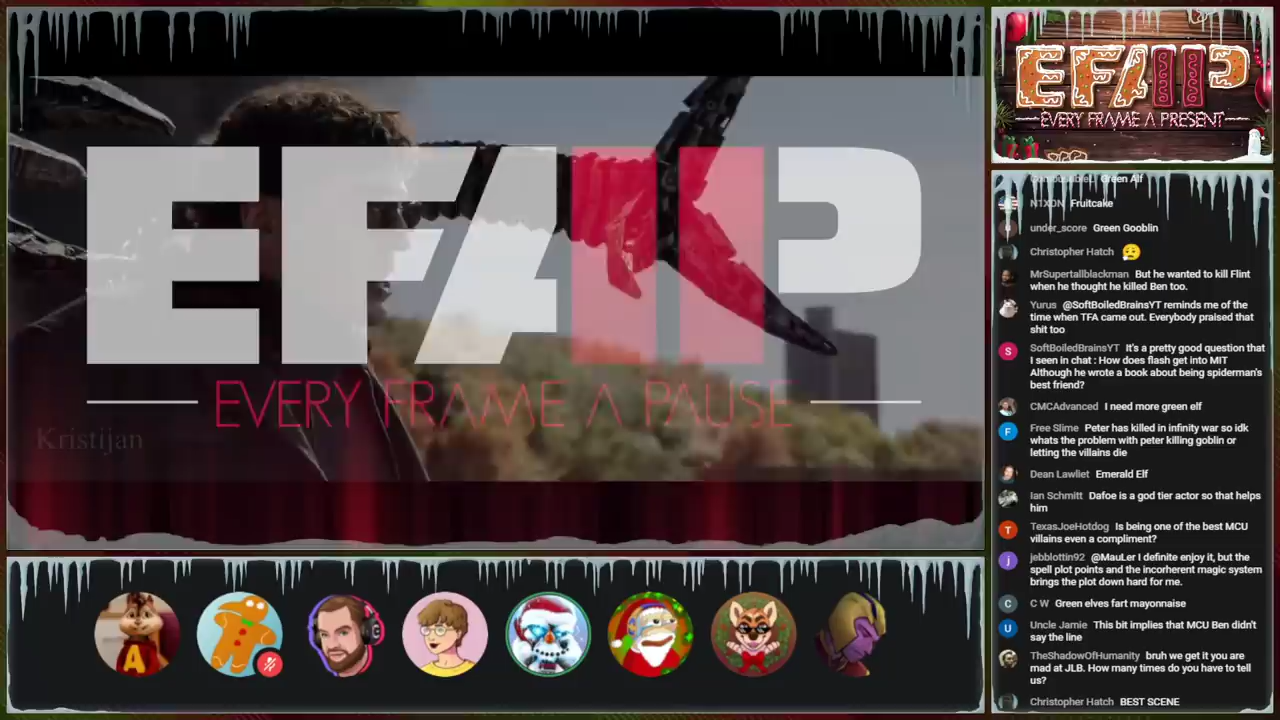 EFAP
EVERY FRAME A PAUSE
Kristijan
EFAP
EVERY FRAME A PRESENT
Green Alf
NTXON Fruitcake
under_score Green Gooblin
Christopher Hatch
MrSupertallblackman But he wanted to kill Flint
when he thought he killed Ben too.
Yurus @SoftBoiledBrainsYT reminds me of the
time when TFA came out. Everybody praised that
shit too
S
SoftBoiledBrainsYT It's a pretty good question that
I seen in chat : How does flash get into MIT
Although he wrote a book about being spiderman's
best friend?
CMCAdvanced I need more green elf
F
Free Slime Peter has killed in infinity war so idk
whats the problem with peter killing goblin or
letting the villains die
Dean Lawliet Emerald Elf
Ian Schmitt Dafoe is a god tier actor so that helps
him
T
TexasJoeHotdog Is being one of the best MCU
villains even a compliment?
j
jebblottin92 @MauLer I definite enjoy it, but the
spell plot points and the incorherent magic system
brings the plot down hard for me.
C
C W Green elves fart mayonnaise
U
Uncle Jamie This bit implies that MCU Ben didn't
say the line
TheShadowOfHumanity bruh we get it you are
mad at JLB. How many times do you have to tell
us?
Christopher Hatch BEST SCENE
A